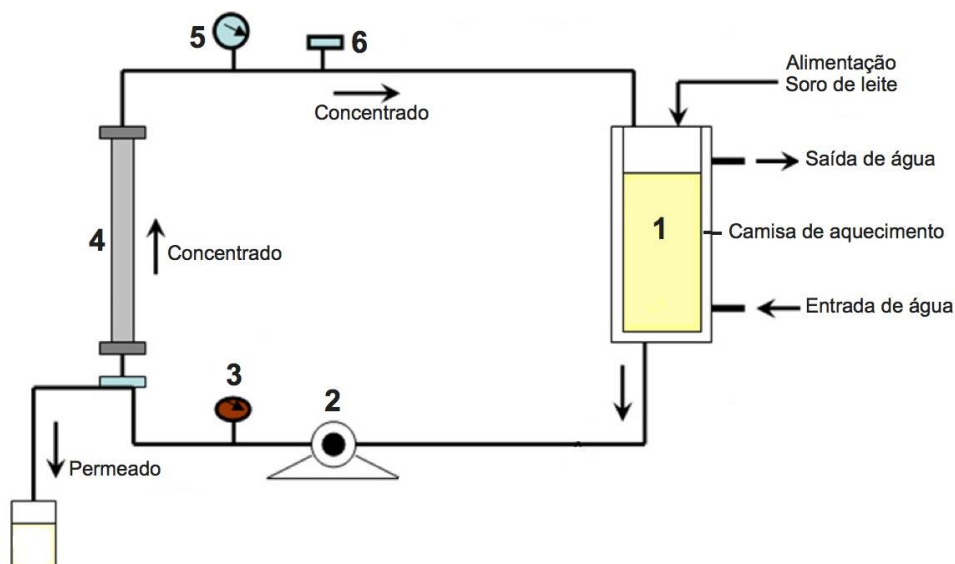 5
6
Alimentação
Soro de leite
Concentrado
Saída de água
1
Camisa de aquecimento
4
Concentrado
Entrada de água
3
2
Permeado